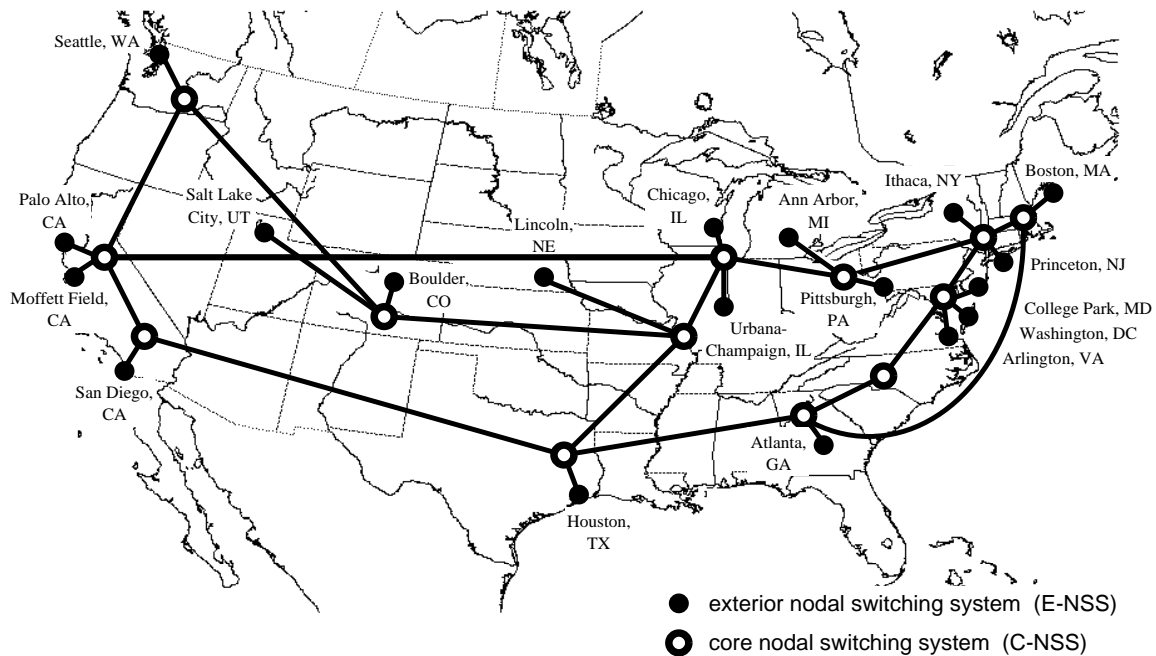 Seattle, WA
Palo Alto,
CA
Moffett Field,
CA
San Diego,
CA
Salt Lake
City, UT
Boulder,
CO
Lincoln,
NE
Chicago,
IL
Urbana-
Champaign, IL
Ann Arbor,
MI
Pittsburgh,
PA
Ithaca, NY
Boston, MA
Princeton, NJ
College Park, MD
Washington, DC
Arlington, VA
Atlanta,
GA
Houston,
TX
exterior nodal switching system (E-NSS)
core nodal switching system (C-NSS)